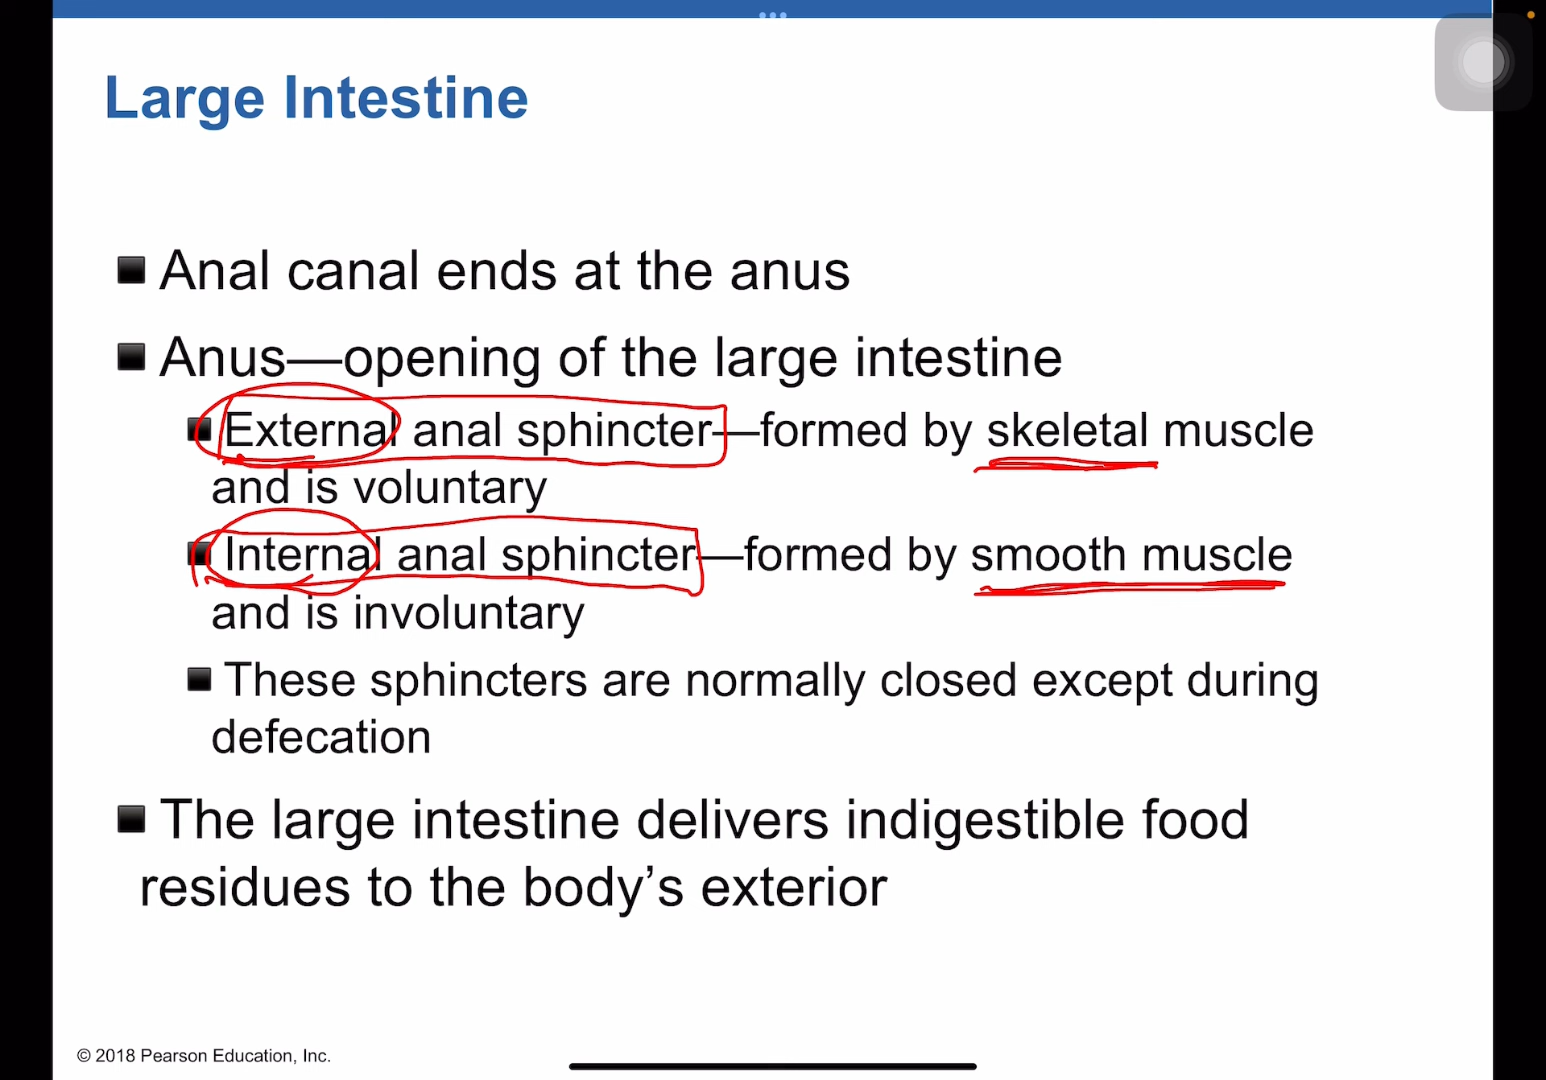 Large Intestine
Anal canal ends at the anus
Anus—opening of the large intestine
External anal sphincter—formed by skeletal muscle
and is voluntary
Internal anal sphincter—formed by smooth muscle
and is involuntary
These sphincters are normally closed except during
defecation
The large intestine delivers indigestible food
residues to the body’s exterior
© 2018 Pearson Education, Inc.